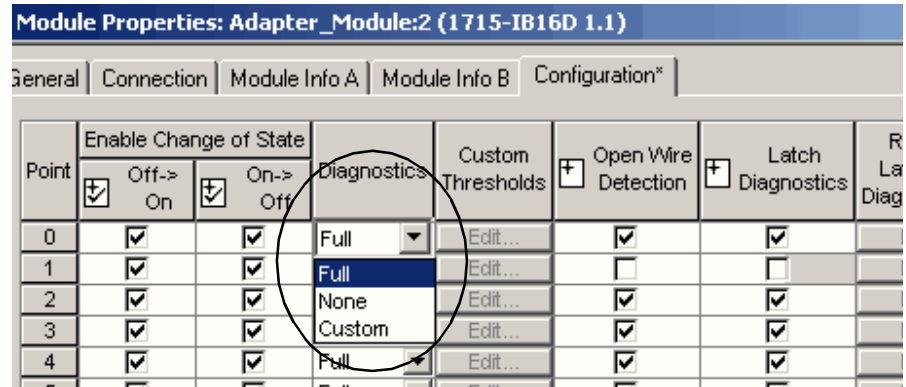 Module Properties: Adapter_Module:2 (1715-IB16D 1.1)
General Connection Module Info A Module Info B Configuration*
Point Enable Change of State Diagnostics Custom Thresholds Open Wire Detection Latch Diagnostics
Off-> On On-> Off
0 Full Edit...
1 Full Edit...
2 None Edit...
3 Custom Edit...
4 Full Edit...